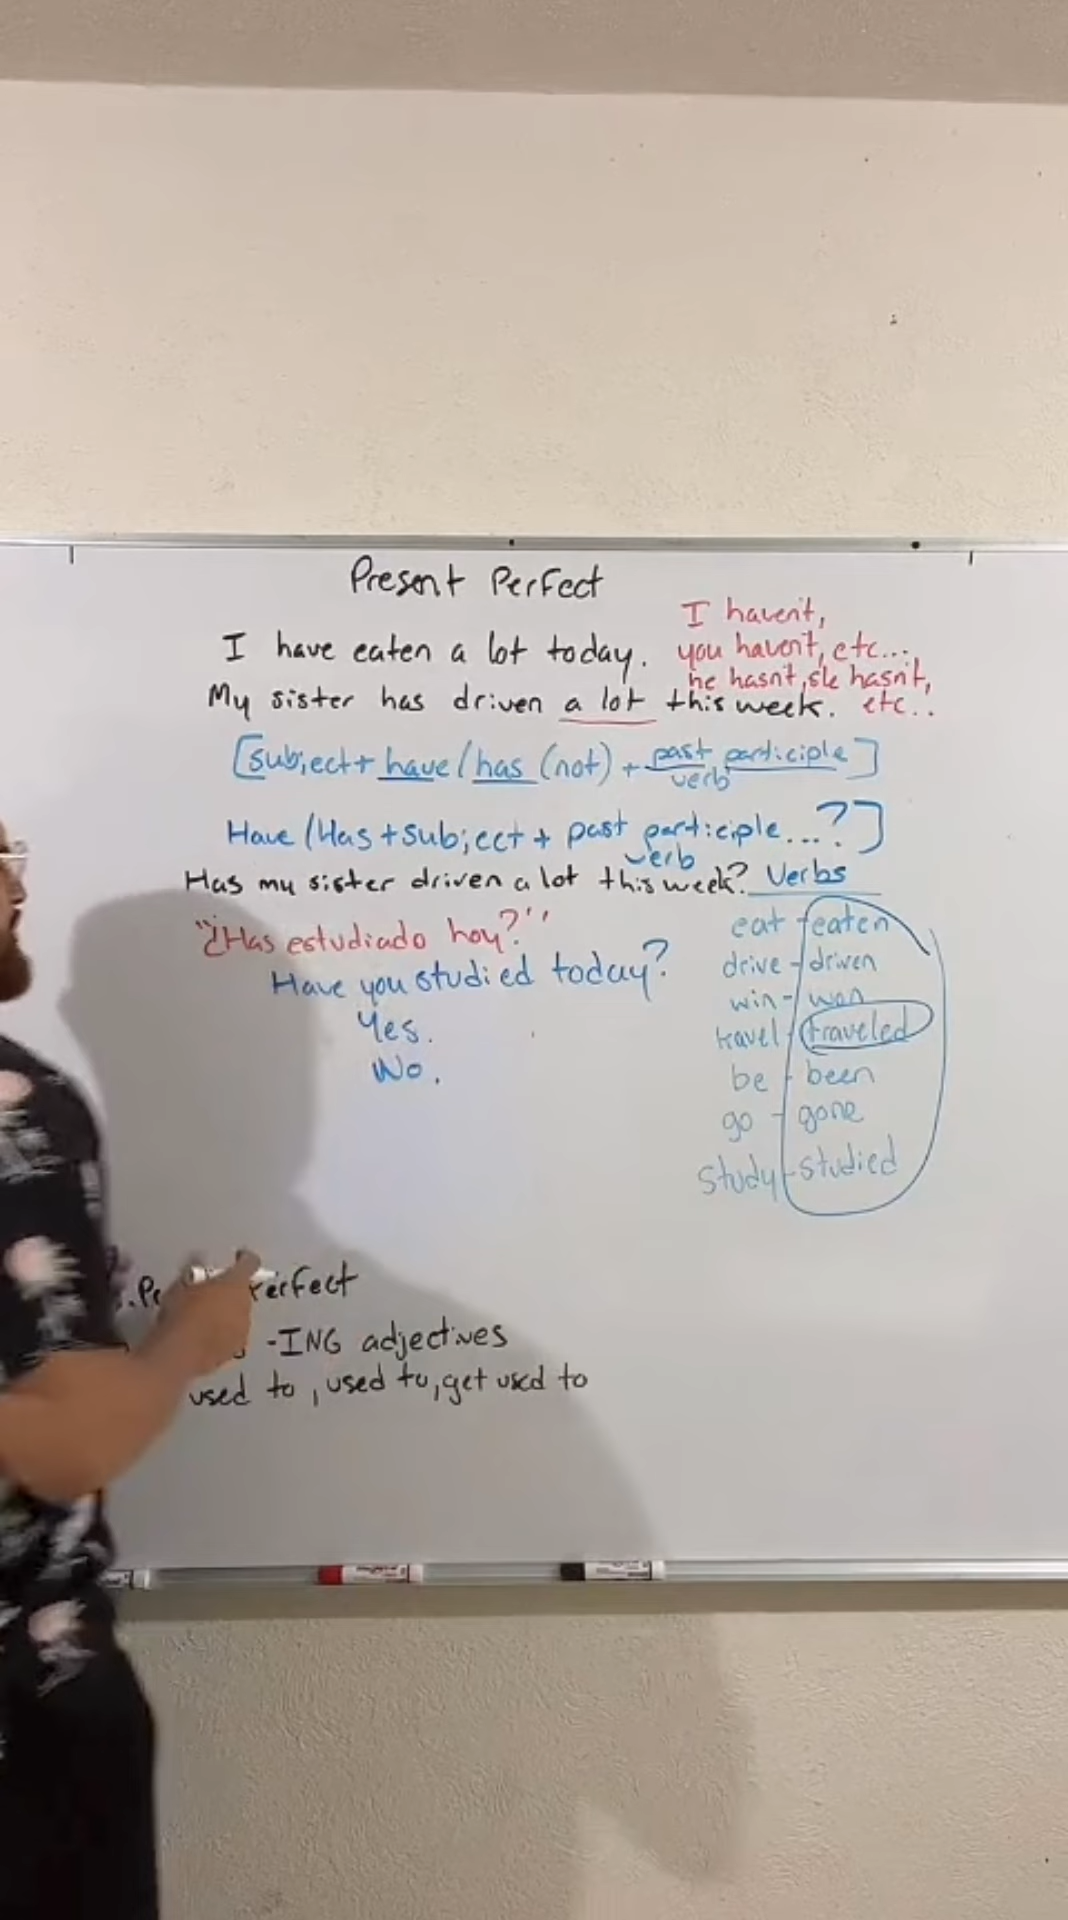 Present Perfect
I haven't,
I have eaten a lot today. you haven't, etc...
he hasn't, she hasn't,
My sister has driven a lot this week. etc..
[subject + have/has (not) + past participle]
verb
Have/Has + subject + past participle...?]
verb
Has my sister driven a lot this week? Verbs
"¿Has estudiado hoy?"
Have you studied today?
Yes.
No.
eat - eaten
drive - driven
win - won
travel - traveled
be - been
go - gone
study - studied
Perfect
-ING adjectives
used to, used to, get used to